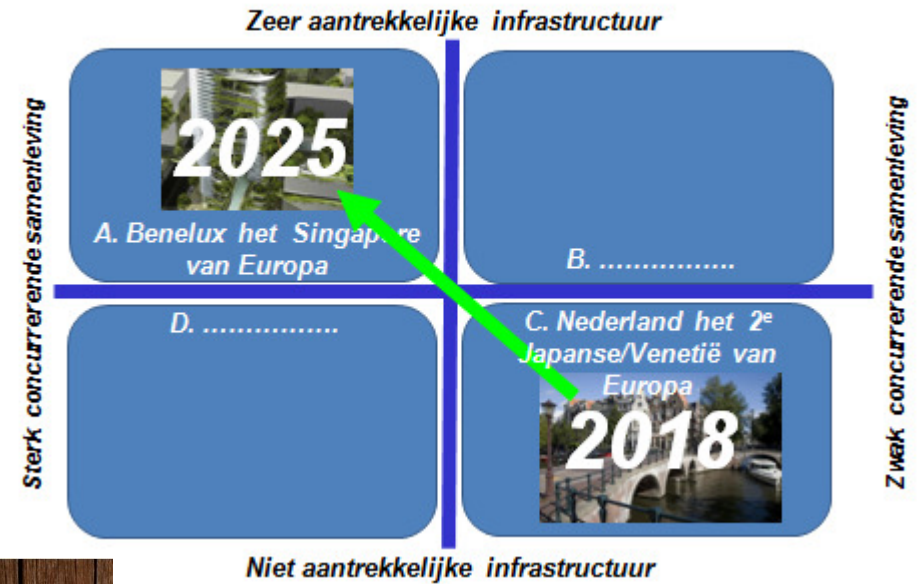 Zeer aantrekkelijke infrastructuur
Sterk concurrerende samenleving
2025
A. Benelux het Singapore
van Europa
B. ................
Zwak concurrerende samenleving
D. ................
C. Nederland het 2e
Japanse/Venetië van
Europa
2018
Niet aantrekkelijke infrastructuur